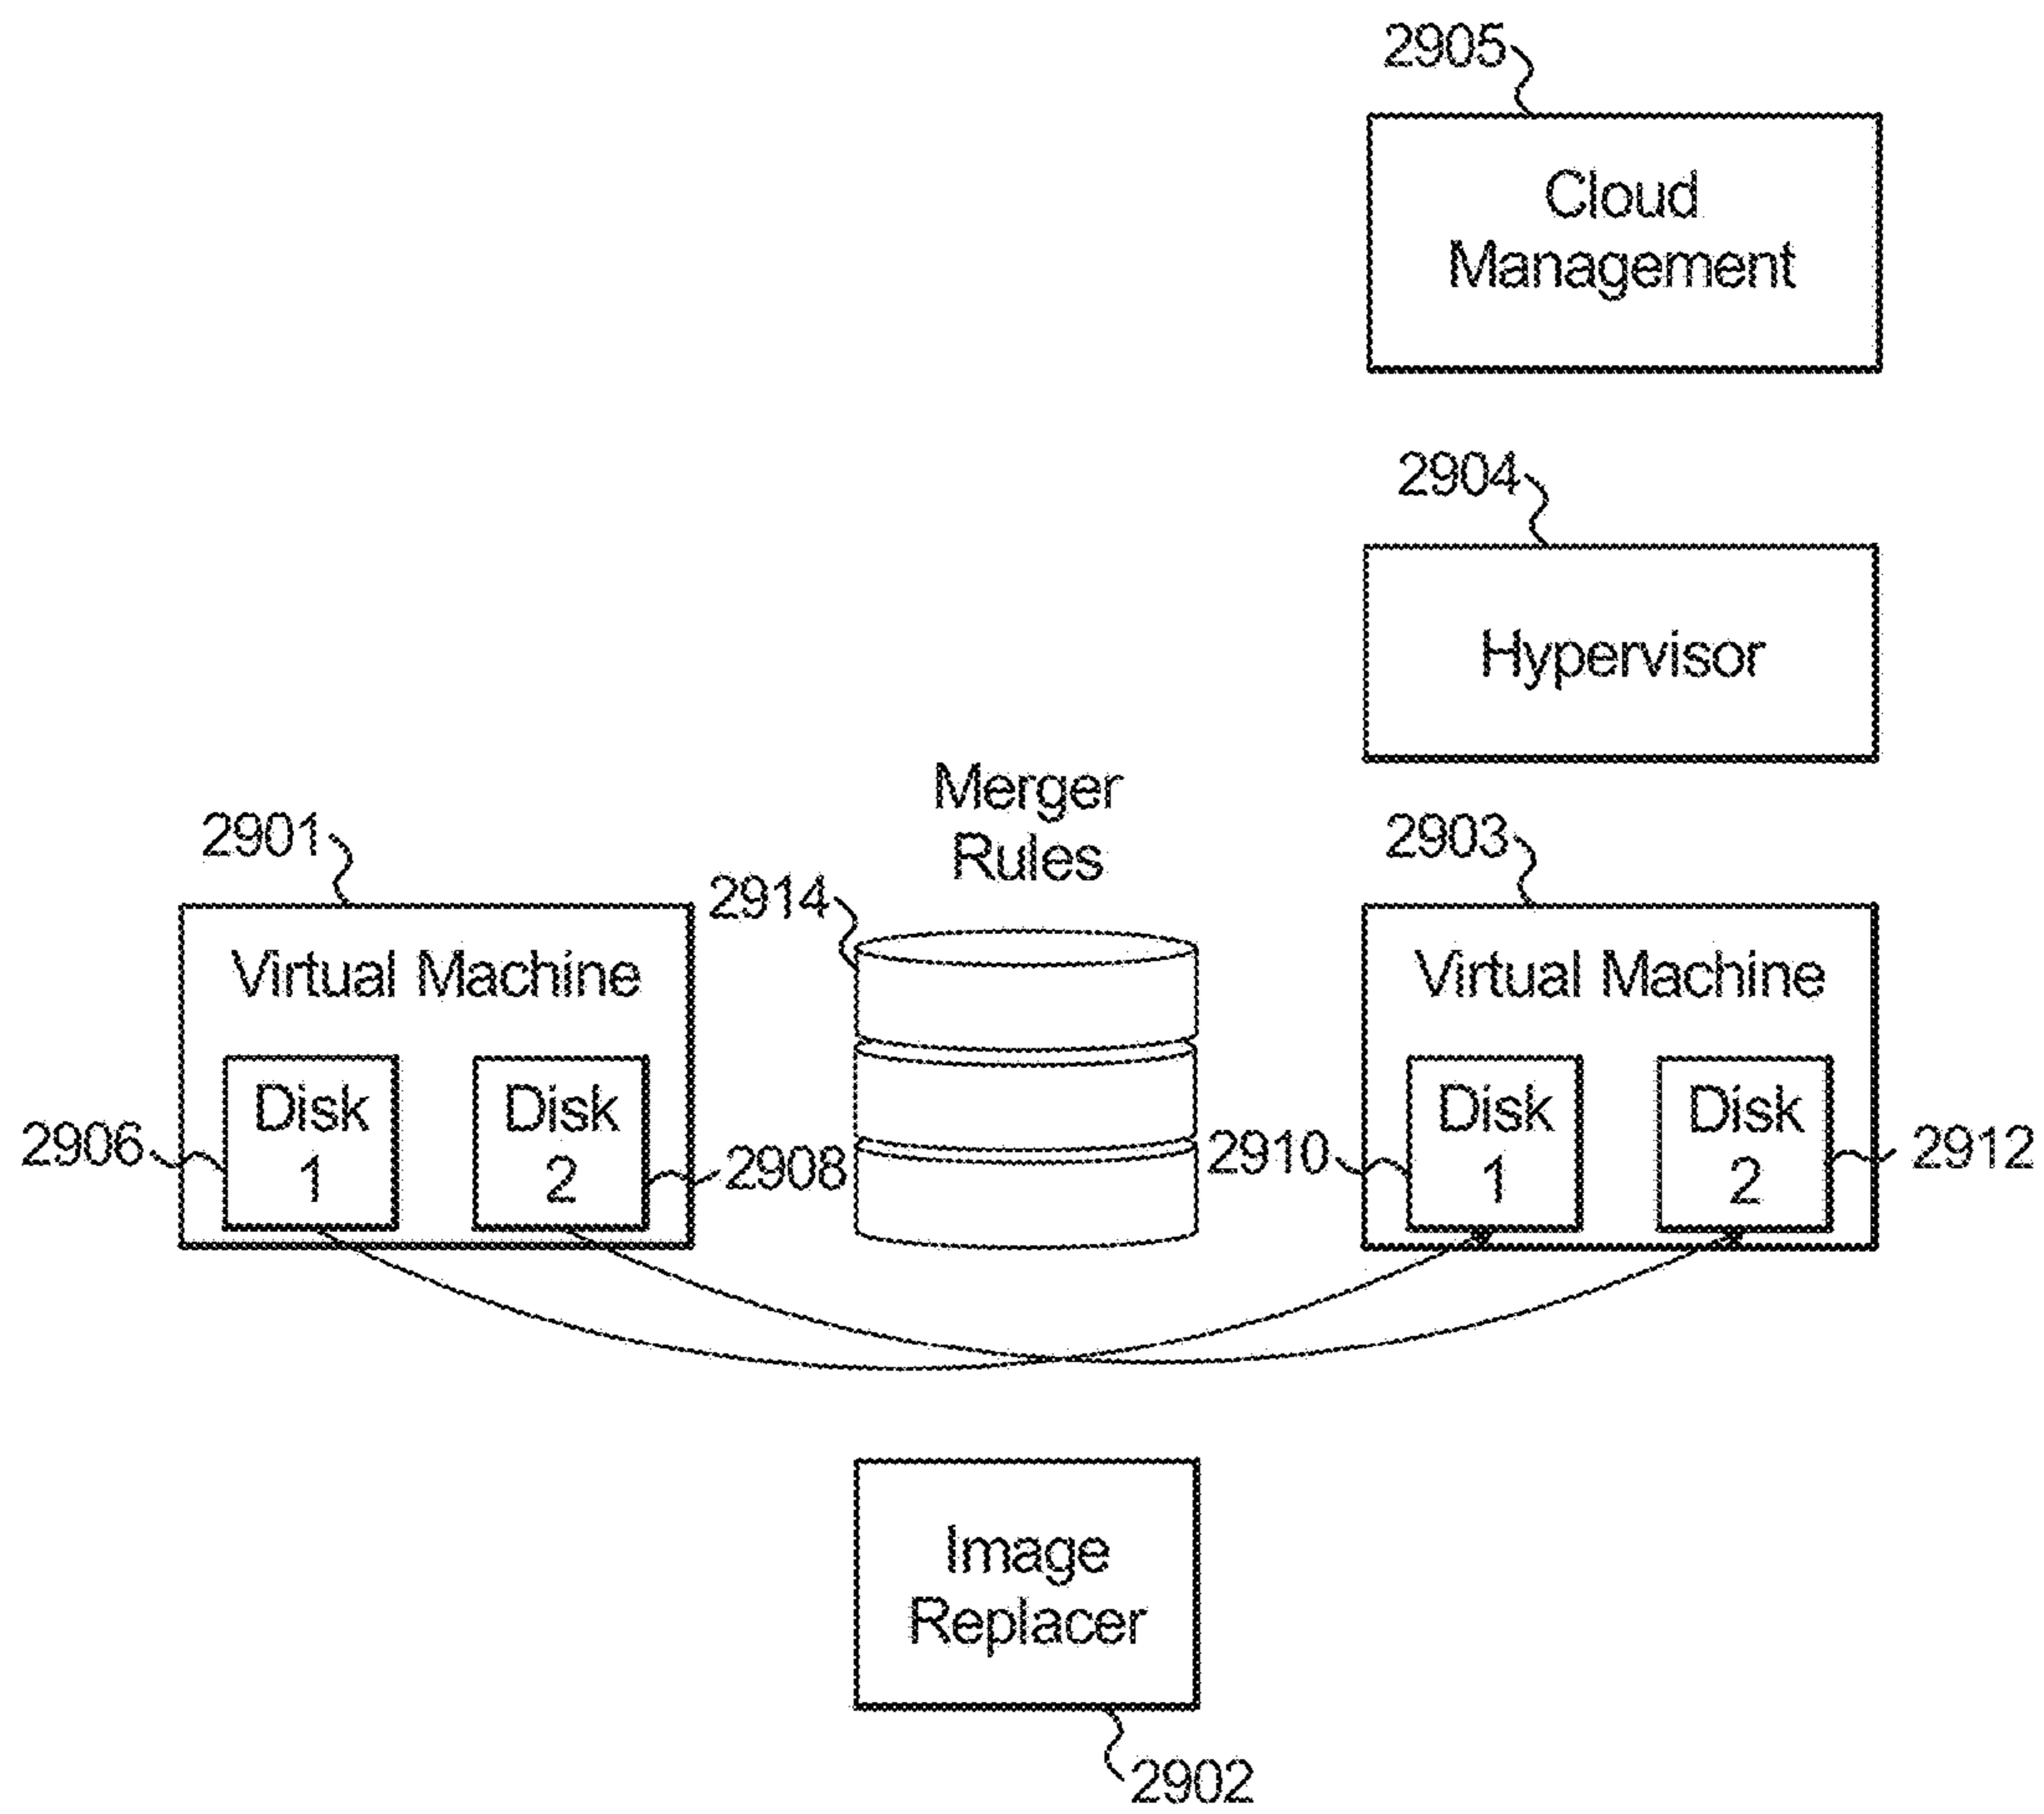 2905
Cloud
Management
2904
Hypervisor
Merger
Rules
2901
2903
2914
Virtual Machine
Virtual Machine
Disk
1
Disk
2
Disk
1
Disk
2
2906
2908
2910
2912
Image
Replacer
2902